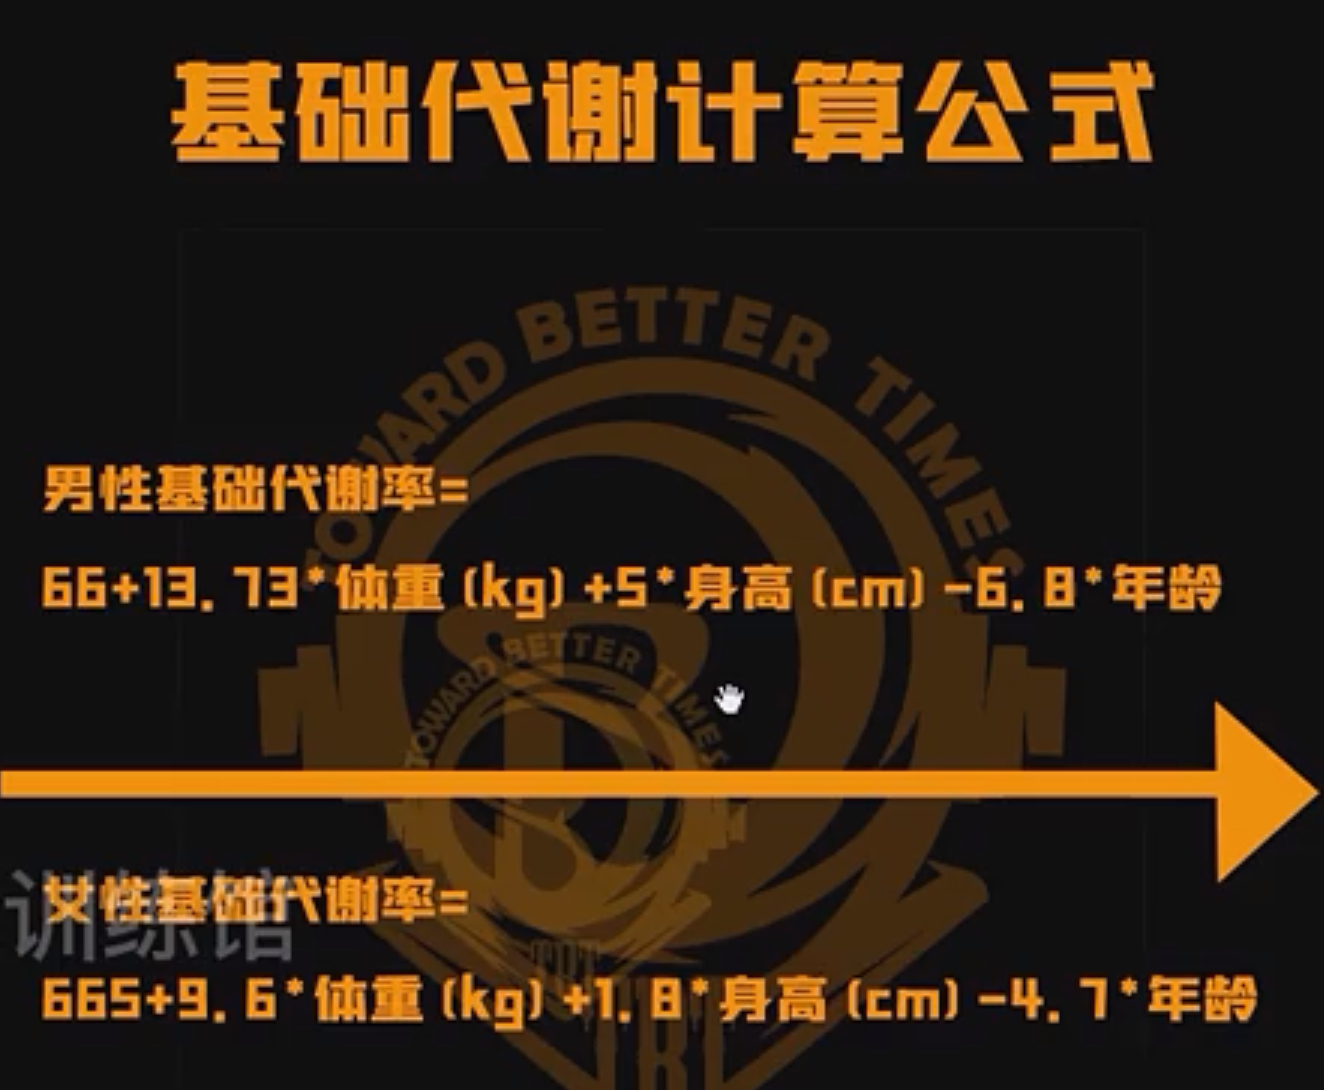 基础代谢计算公式
TOWARD BETTER TIMES
男性基础代谢率=
66+13.73*体重(kg)+5*身高(cm)-6.8*年龄
TOWARD BETTER TIMES
训练馆
女性基础代谢率=
TBT
665+9.6*体重(kg)+1.8*身高(cm)-4.7*年龄
TBT